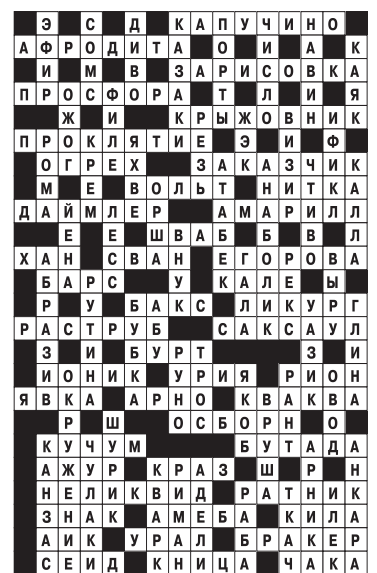 Э С Д КАПУЧИНО
АФРОДИТА О И А К
И М В ЗАРИСОВКА
ПРОСФОРА Т Л И Я
Ж И КРЫЖОВНИК
ПРОКЛЯТИЕ Э И Ф
ОГРЕХ ЗАКАЗЧИК
М Е ВОЛЬТ НИТКА
ДАЙМЛЕР АМАРИЛЛ
Е Е ШВАБ Б В Л
ХАН СВАН ЕГОРОВА
БАРС У КАЛЕ Ы
Р У БАКС ЛИКУРГ
РАСТРУБ САКСАУЛ
З И БУРТ З И
ИОНИК УРИЯ РИОН
ЯВКА АРНО КВАКВА
Р Ш ОСБОРН О
КУЧУМ БУТАДА
АЖУР КРАЗ Ш Р Н
НЕЛИКВИД РАТНИК
ЗНАК АМЕБА КИЛА
АИК УРАЛ БРАКЕР
СЕИД КНИЦА ЧАКА